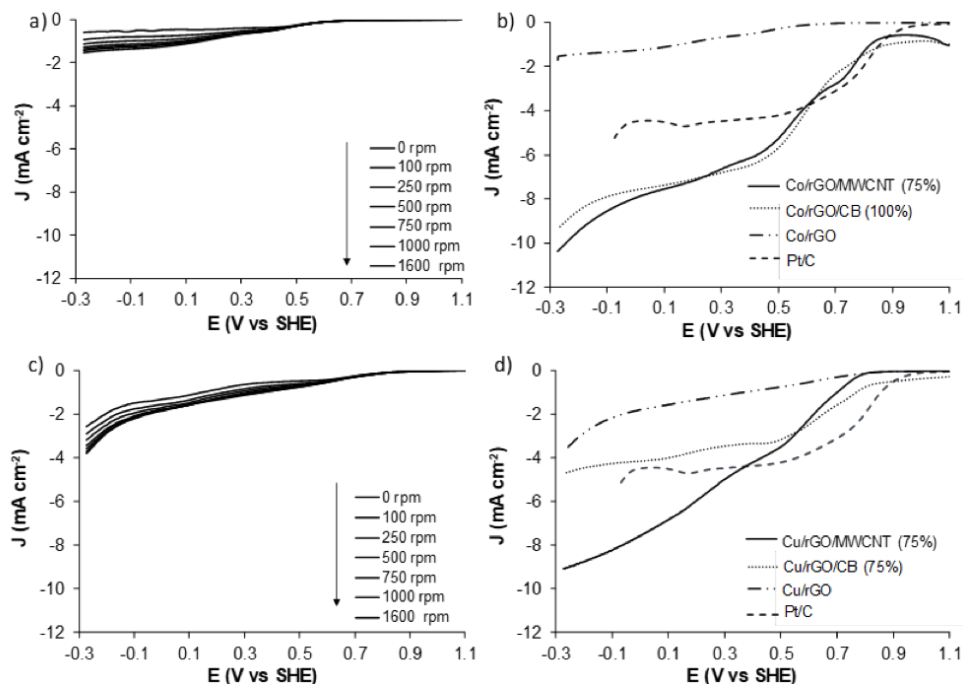 a)
0
-2
-4
-6
-8
-10
-12
J (mA cm-2)
-0.3 -0.1 0.1 0.3 0.5 0.7 0.9 1.1
E (V vs SHE)
0 rpm
100 rpm
250 rpm
500 rpm
750 rpm
1000 rpm
1600 rpm
b)
0
-2
-4
-6
-8
-10
-12
J (mA cm-2)
-0.3 -0.1 0.1 0.3 0.5 0.7 0.9 1.1
E (V vs SHE)
Co/rGO/MWCNT (75%)
Co/rGO/CB (100%)
Co/rGO
Pt/C
c)
0
-2
-4
-6
-8
-10
-12
J (mA cm-2)
-0.3 -0.1 0.1 0.3 0.5 0.7 0.9 1.1
E (V vs SHE)
0 rpm
100 rpm
250 rpm
500 rpm
750 rpm
1000 rpm
1600 rpm
d)
0
-2
-4
-6
-8
-10
-12
J (mA cm-2)
-0.3 -0.1 0.1 0.3 0.5 0.7 0.9 1.1
E (V vs SHE)
Cu/rGO/MWCNT (75%)
Cu/rGO/CB (75%)
Cu/rGO
Pt/C